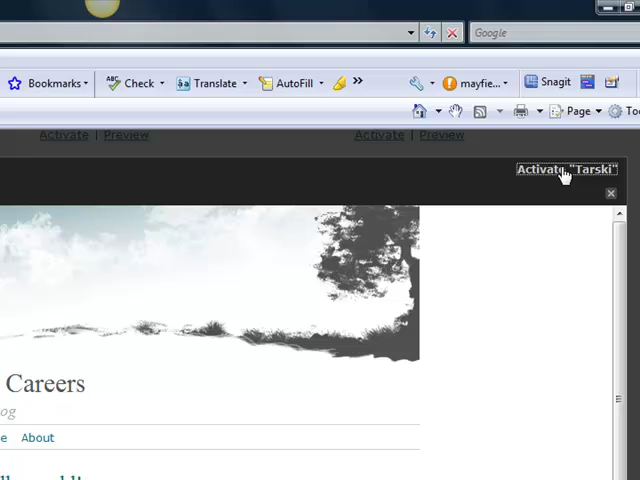 Google
Bookmarks Check Translate AutoFill mayfie... Snagit
Page
Activate | Preview Activate | Preview
Activate "Tarski"
Careers
og
e About